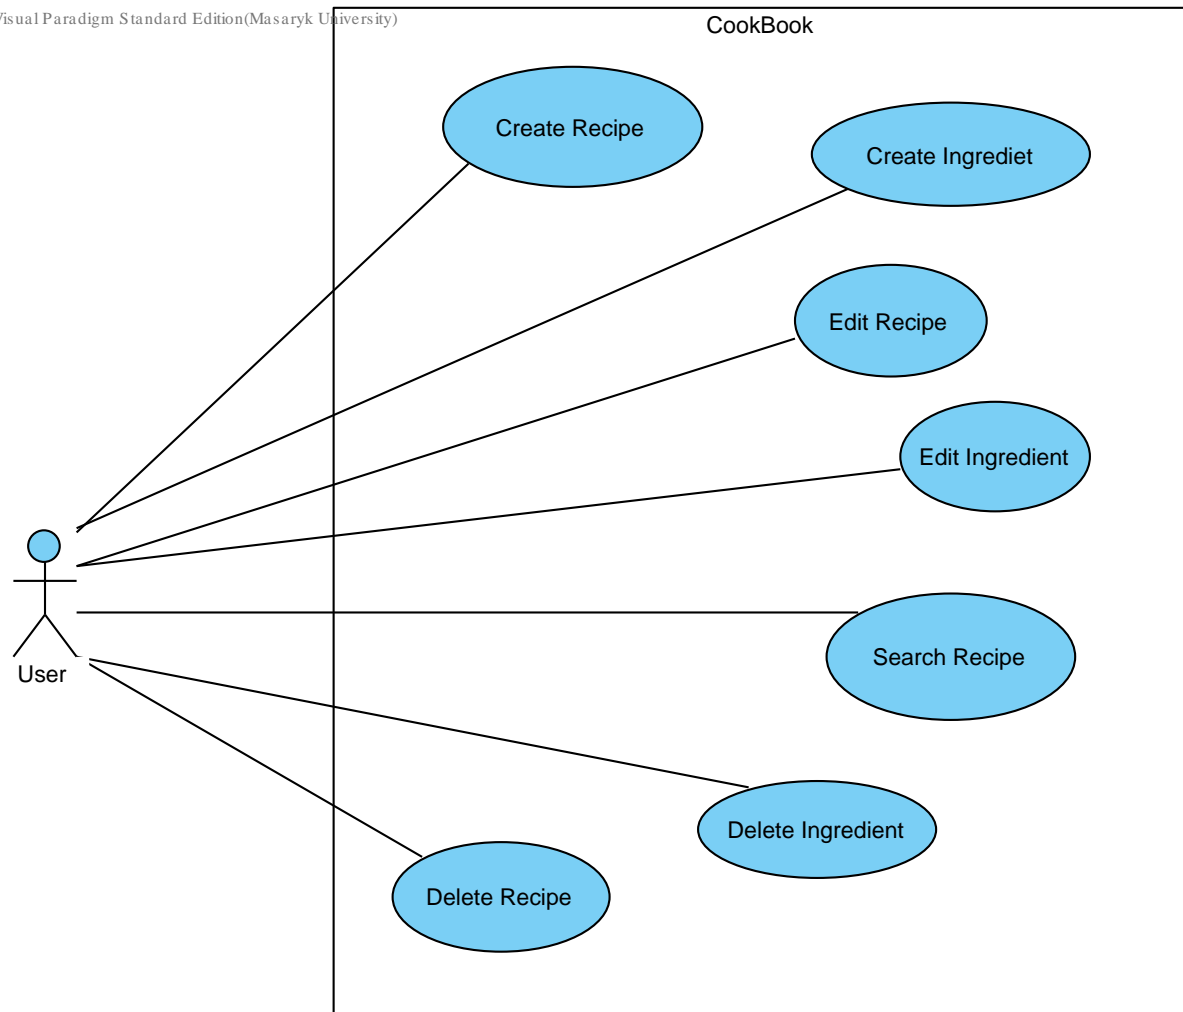 Visual Paradigm Standard Edition(Masaryk University)
CookBook
Create Recipe
Create Ingrediet
Edit Recipe
Edit Ingredient
Search Recipe
User
Delete Ingredient
Delete Recipe